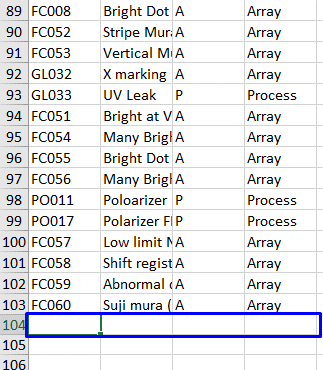 89 FC008 Bright Dot A Array
90 FC052 Stripe Mura A Array
91 FC053 Vertical Mu A Array
92 GL032 X marking A Array
93 GL033 UV Leak P Process
94 FC051 Bright at V A Array
95 FC054 Many Brigh A Array
96 FC055 Bright Dot A Array
97 FC056 Many Brigh A Array
98 PO011 Poloarizer P Process
99 PO017 Polarizer Fl P Process
100 FC057 Low limit N A Array
101 FC058 Shift regist A Array
102 FC059 Abnormal c A Array
103 FC060 Suji mura ( A Array
104
105
106